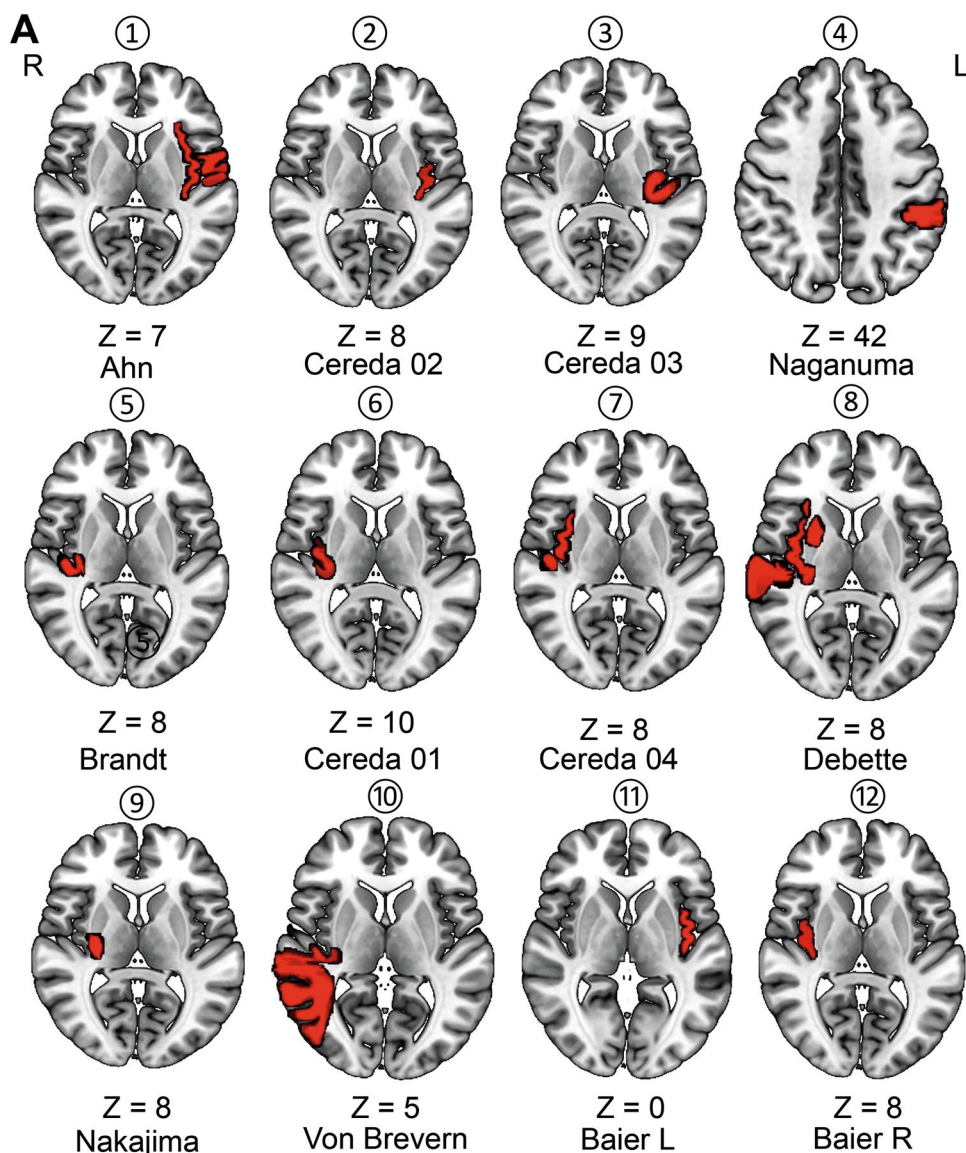 A
① ② ③ ④
R L
Z = 7 Z = 8 Z = 9 Z = 42
Ahn Cereda 02 Cereda 03 Naganuma
⑤ ⑥ ⑦ ⑧
⑤
Z = 8 Z = 10 Z = 8 Z = 8
Brandt Cereda 01 Cereda 04 Debette
⑨ ⑩ ⑪ ⑫
Z = 8 Z = 5 Z = 0 Z = 8
Nakajima Von Brevern Baier L Baier R